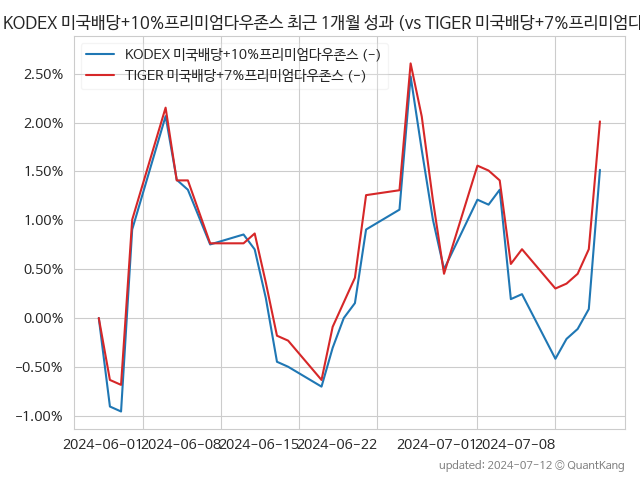 KODEX 미국배당+10%프리미엄다우존스 최근 1개월 성과 (vs TIGER 미국배당+7%프리미엄다
KODEX 미국배당+10%프리미엄다우존스 (-)
TIGER 미국배당+7%프리미엄다우존스 (-)
2.50%
2.00%
1.50%
1.00%
0.50%
0.00%
-0.50%
-1.00%
2024-06-01 2024-06-08 2024-06-15 2024-06-22 2024-07-01 2024-07-08
updated: 2024-07-12 © QuantKang